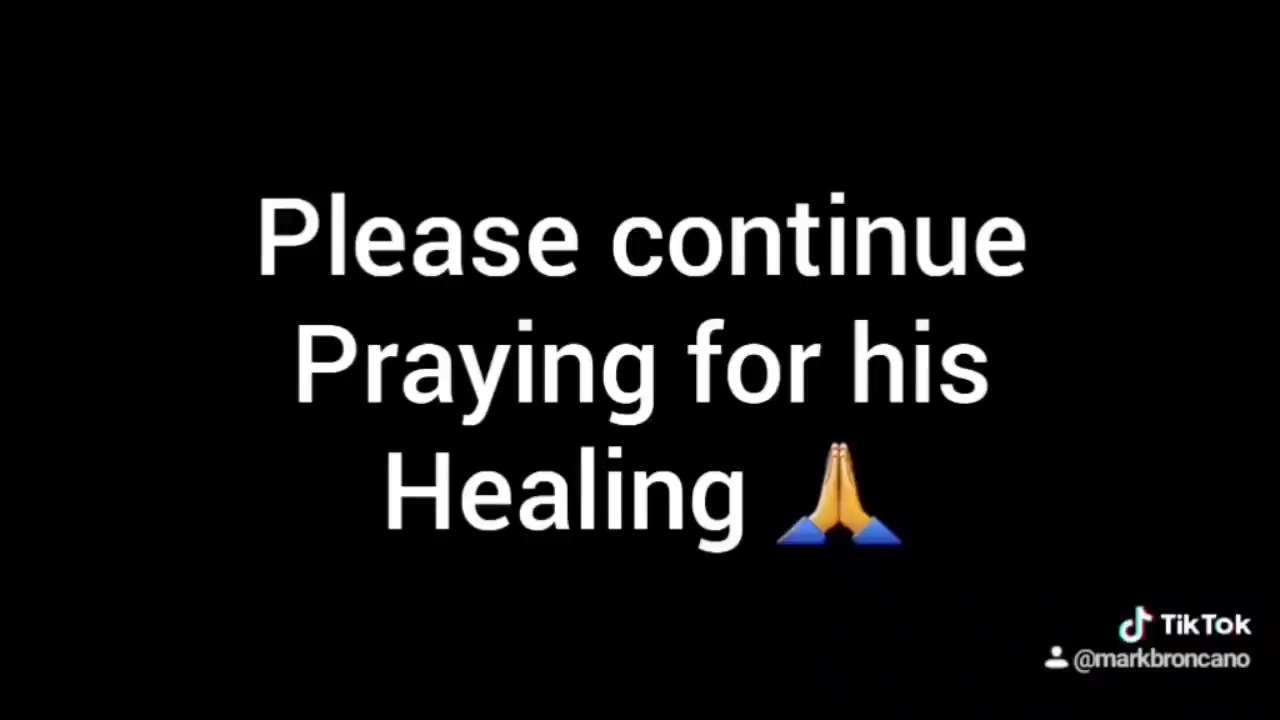 Please continue
Praying for his
Healing 🙏
TikTok
@markbroncano